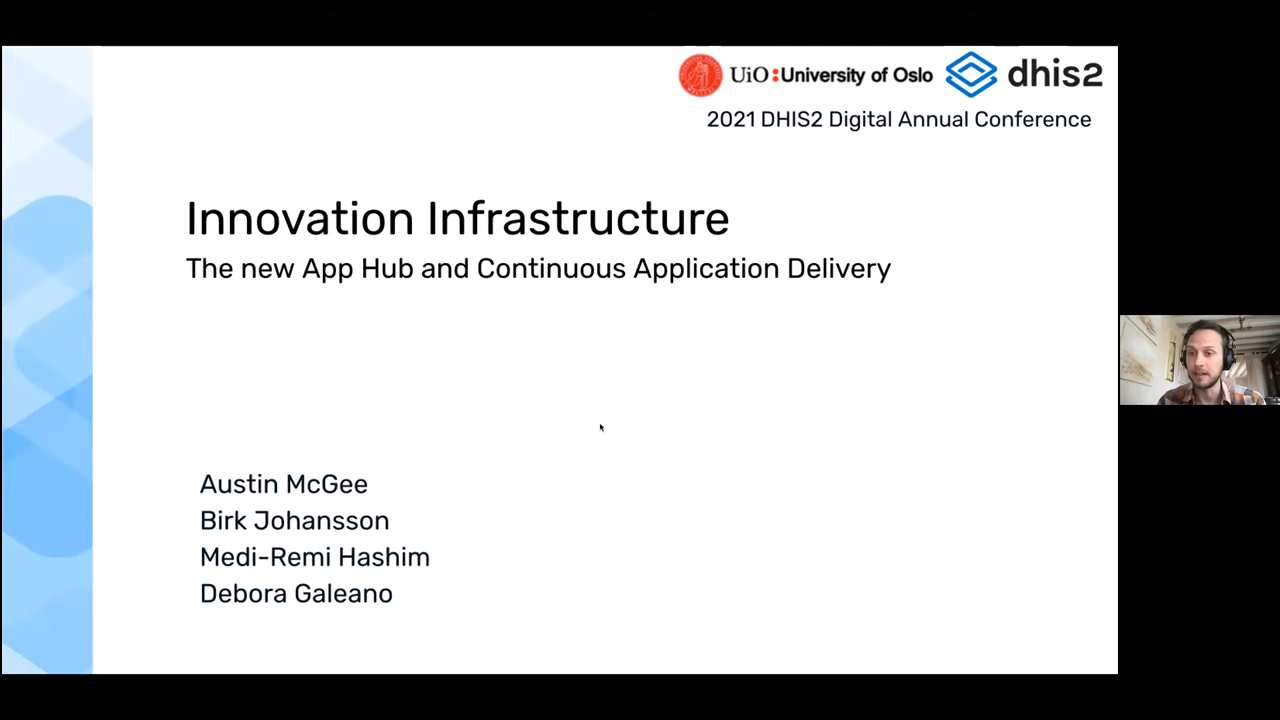 UiO:University of Oslo dhis2
2021 DHIS2 Digital Annual Conference
Innovation Infrastructure
The new App Hub and Continuous Application Delivery
Austin McGee
Birk Johansson
Medi-Remi Hashim
Debora Galeano